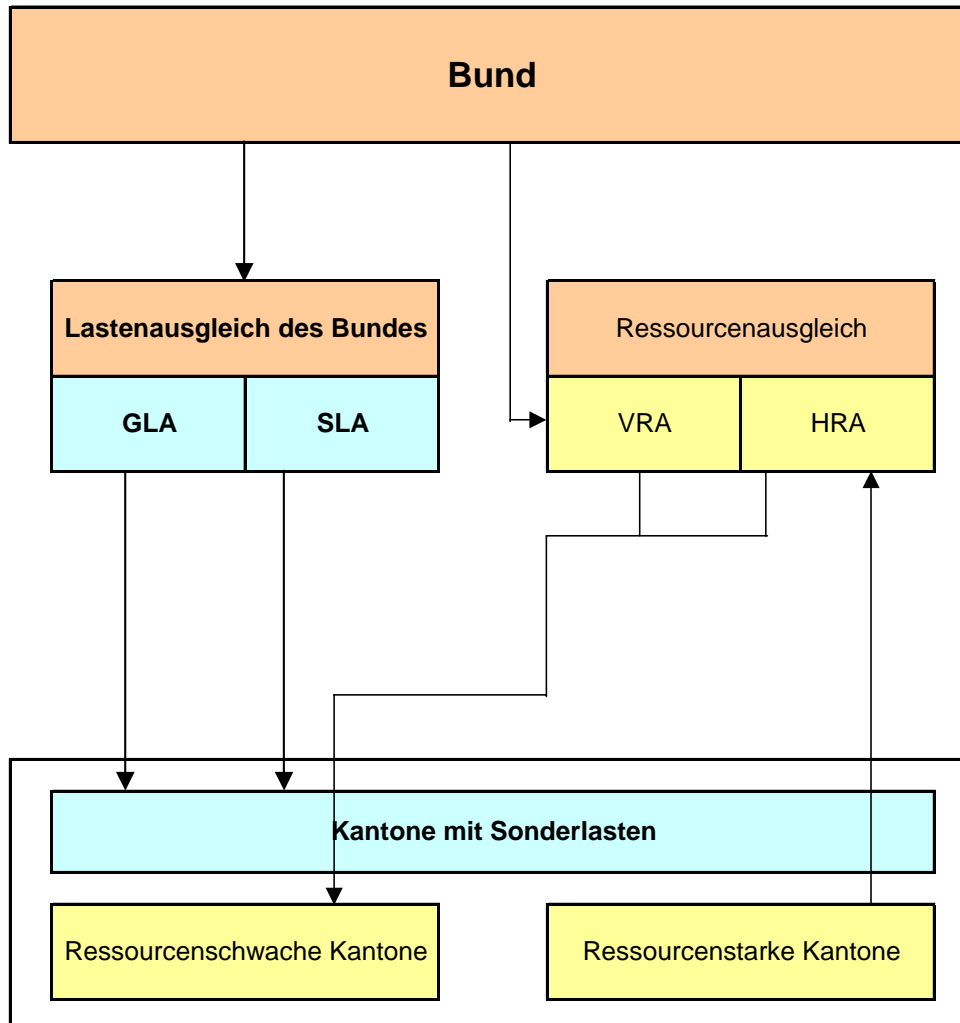 Bund
Lastenausgleich des Bundes
Ressourcenausgleich
GLA
SLA
VRA
HRA
Kantone mit Sonderlasten
Ressourcenschwache Kantone
Ressourcenstarke Kantone